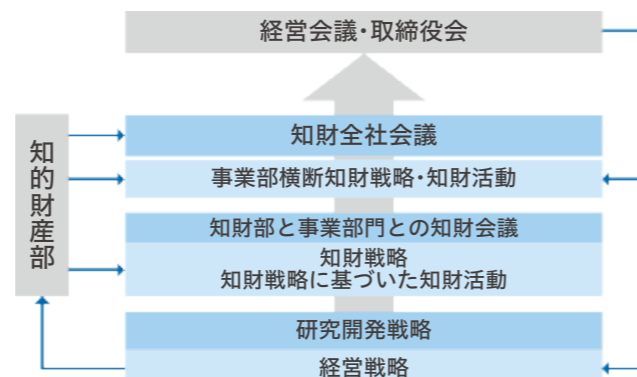 経営会議・取締役会
知財全社会議
事業部横断知財戦略・知財活動
知的財産部
知財部と事業部門との知財会議
知財戦略
知財戦略に基づいた知財活動
研究開発戦略
経営戦略